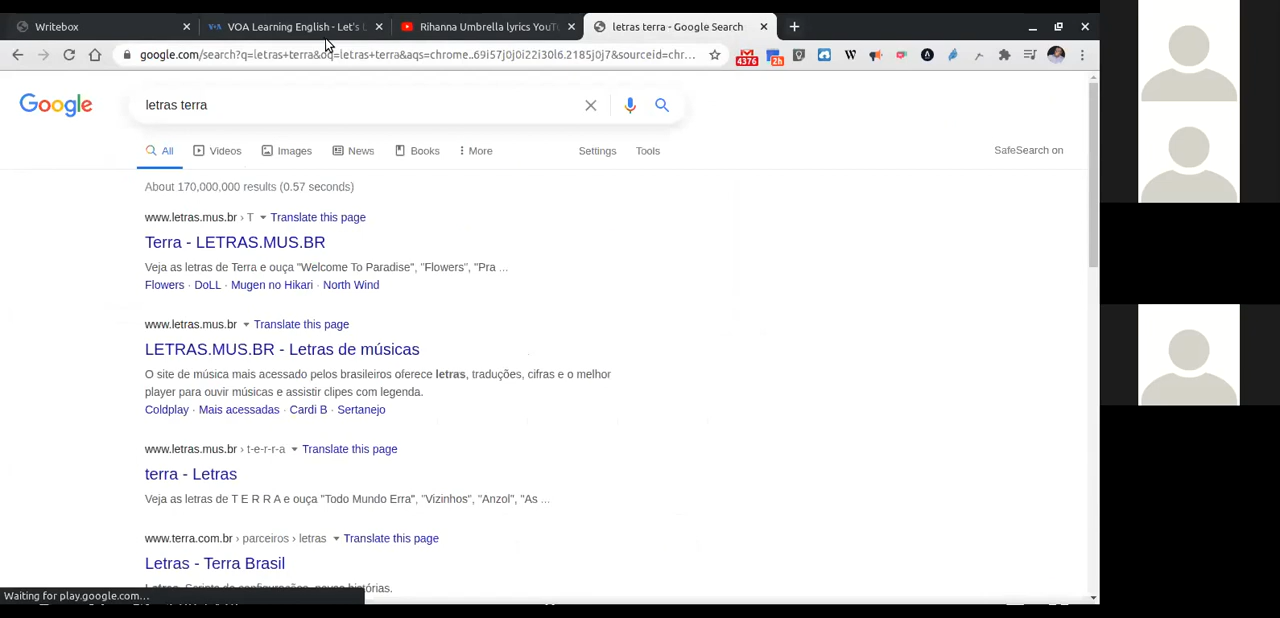 Writebox
VOA Learning English - Let's L
Rihanna Umbrella lyrics YouTu
letras terra - Google Search
google.com/search?q=letras+terra&oq=letras+terra&aqs=chrome..69i57j0j0i22i30l6.2185j0j7&sourceid=chr...
4376
2h
Google
letras terra
All Videos Images News Books More Settings Tools
SafeSearch on
About 170,000,000 results (0.57 seconds)
www.letras.mus.br › T Translate this page
Terra - LETRAS.MUS.BR
Veja as letras de Terra e ouça "Welcome To Paradise", "Flowers", "Pra ...
Flowers · DoLL · Mugen no Hikari · North Wind
www.letras.mus.br Translate this page
LETRAS.MUS.BR - Letras de músicas
O site de música mais acessado pelos brasileiros oferece letras, traduções, cifras e o melhor
player para ouvir músicas e assistir clipes com legenda.
Coldplay · Mais acessadas · Cardi B · Sertanejo
www.letras.mus.br › t-e-r-r-a Translate this page
terra - Letras
Veja as letras de T E R R A e ouça "Todo Mundo Erra", "Vizinhos", "Anzol", "As ...
www.terra.com.br › parceiros › letras Translate this page
Letras - Terra Brasil
Letras. Scripts de configurações. novas histórias.
Waiting for play.google.com...